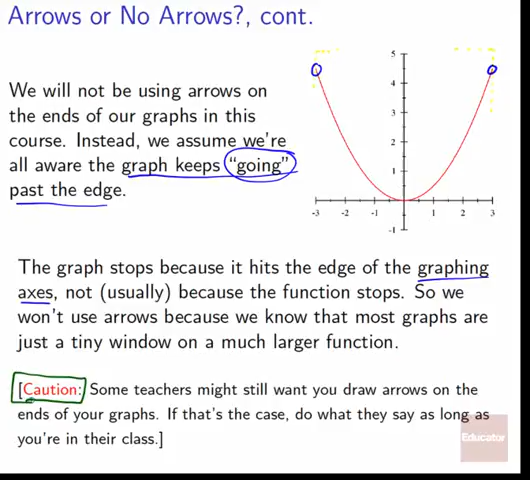 Arrows or No Arrows?, cont.
We will not be using arrows on
the ends of our graphs in this
course. Instead, we assume we're
all aware the graph keeps "going"
past the edge.
5
4
3
2
1
-3 -2 -1 1 2 3
-1
The graph stops because it hits the edge of the graphing
axes, not (usually) because the function stops. So we
won't use arrows because we know that most graphs are
just a tiny window on a much larger function.
[Caution: Some teachers might still want you draw arrows on the
ends of your graphs. If that's the case, do what they say as long as
you're in their class.]
Educator